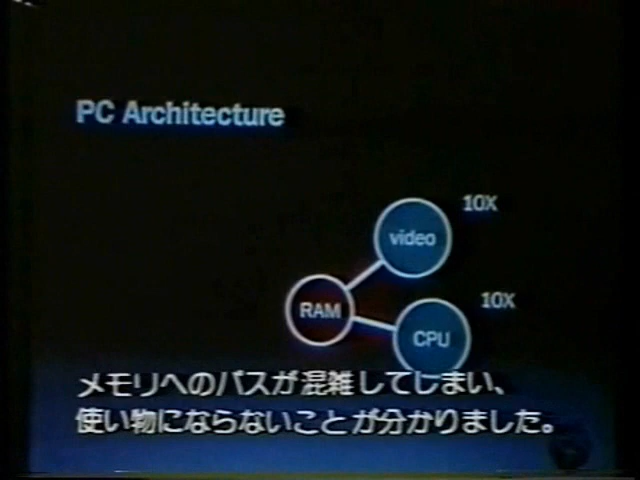 PC Architecture
10X
video
10X
RAM
CPU
メモリへのパスが混雑してしまい、
使い物にならないことが分かりました。